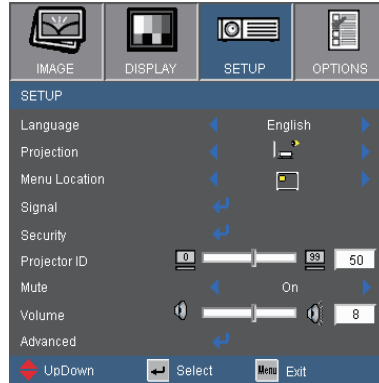 IMAGE DISPLAY SETUP OPTIONS
SETUP
Language English
Projection
Menu Location
Signal
Security
Projector ID 0 99 50
Mute On
Volume 8
Advanced
UpDown Select Menu Exit